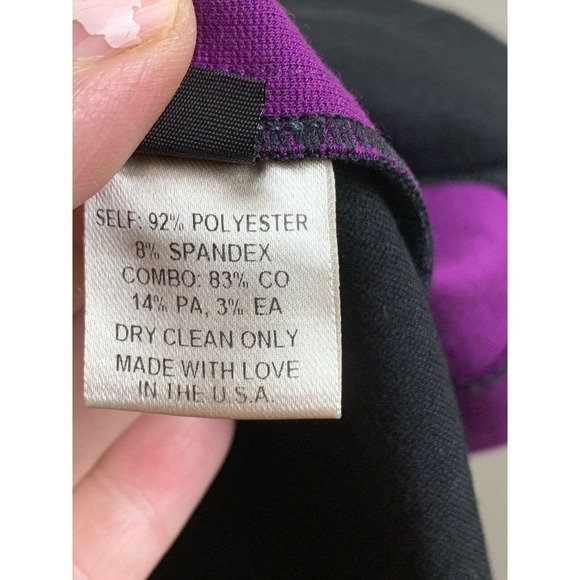 SELF: 92% POLYESTER
8% SPANDEX
COMBO: 83% CO
14% PA, 3% EA
DRY CLEAN ONLY
MADE WITH LOVE
IN THE U.S.A.